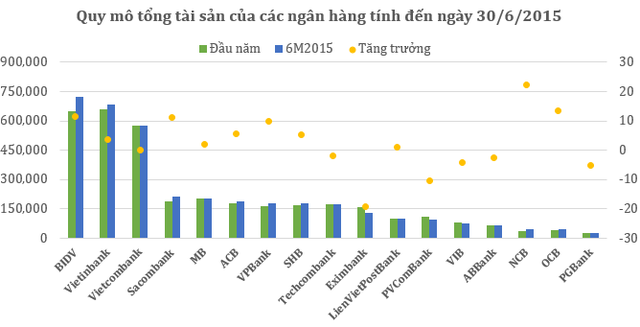 Quy mô tổng tài sản của các ngân hàng tính đến ngày 30/6/2015
Đầu năm 6M2015 Tăng trưởng
900,000 30
750,000 20
600,000 10
450,000 0
300,000 -10
150,000 -20
0 -30
BIDV
Vietinbank
Vietcombank
Sacombank
MB
ACB
VPBank
SHB
Techcombank
Eximbank
LienVietPostBank
PVComBank
VIB
ABBank
NCB
OCB
PGBank